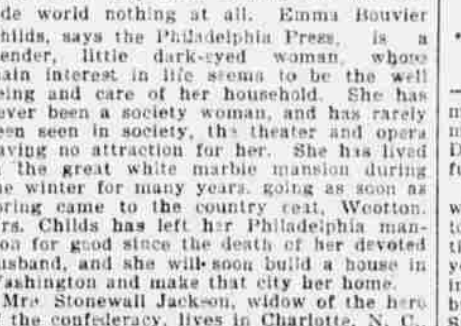 de world nothing at all. Emma Bouvier
hilds, says the Philadelphia Press, is a
ender, little dark-eyed woman, whose
ain interest in life seems to be the well
eing and care of her household. She has
ever been a society woman, and has rarely
een seen in society, the theater and opera
aving no attraction for her. She has lived
the great white marble mansion during
he winter for many years, going as soon as
pring came to the country ceat, Wootton.
rs. Childs has left her Philadelphia man-
ion for good since the death of her devoted
usband, and she will soon build a house in
ashington and make that city her home.
Mrs Stonewall Jackson, widow of the hero
the confederacy, lives in Charlotte, N. C.,